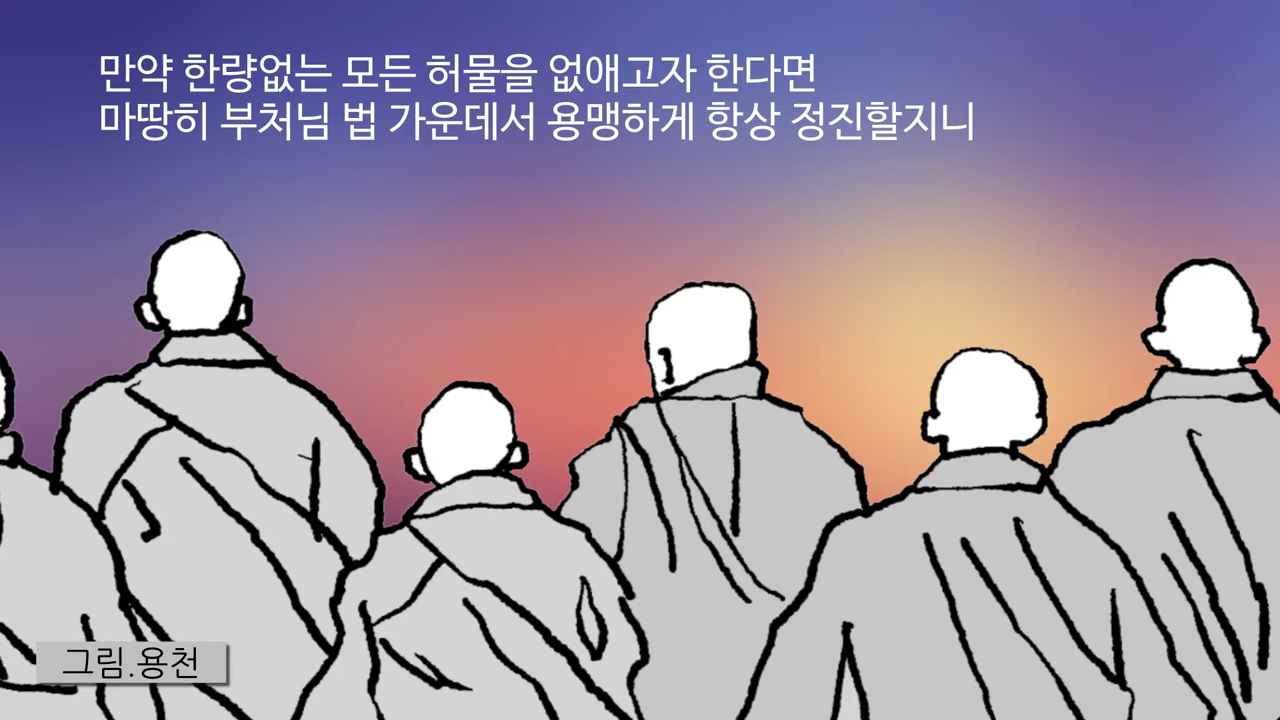 만약 한량없는 모든 허물을 없애고자 한다면
마땅히 부처님 법 가운데서 용맹하게 항상 정진할지니
그림.용천